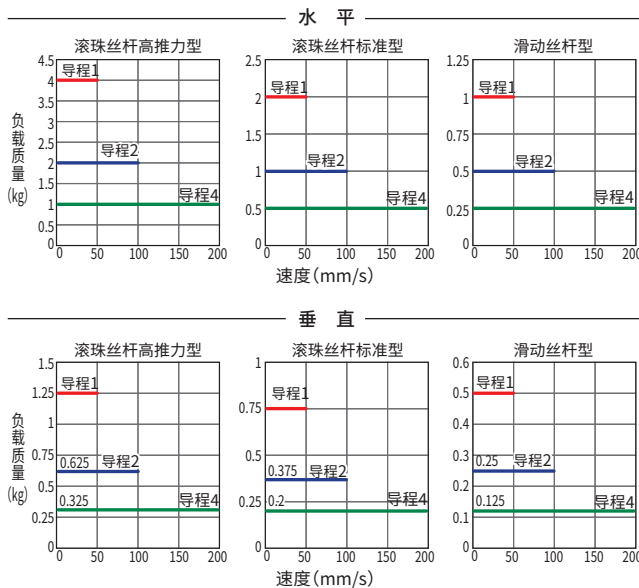 水 平
滚珠丝杆高推力型
滚珠丝杆标准型
滑动丝杆型
负载质量(kg)
4.5
4
3.5
3
2.5
2
1.5
1
0.5
0
导程1
导程2
导程4
0 50 100 150 200
2.5
2
1.5
1
0.5
0
导程1
导程2
导程4
0 50 100 150 200
1.25
1
0.75
0.5
0.25
0
导程1
导程2
导程4
0 50 100 150 200
速度(mm/s)
垂 直
滚珠丝杆高推力型
滚珠丝杆标准型
滑动丝杆型
负载质量(kg)
1.5
1.25
1
0.75
0.5
0.25
0
导程1
0.625 导程2
0.325 导程4
0 50 100 150 200
1
0.75
0.5
0.25
0
导程1
0.375 导程2
0.2 导程4
0 50 100 150 200
0.6
0.5
0.4
0.3
0.2
0.1
0
导程1
0.25 导程2
0.125 导程4
0 50 100 150 200
速度(mm/s)